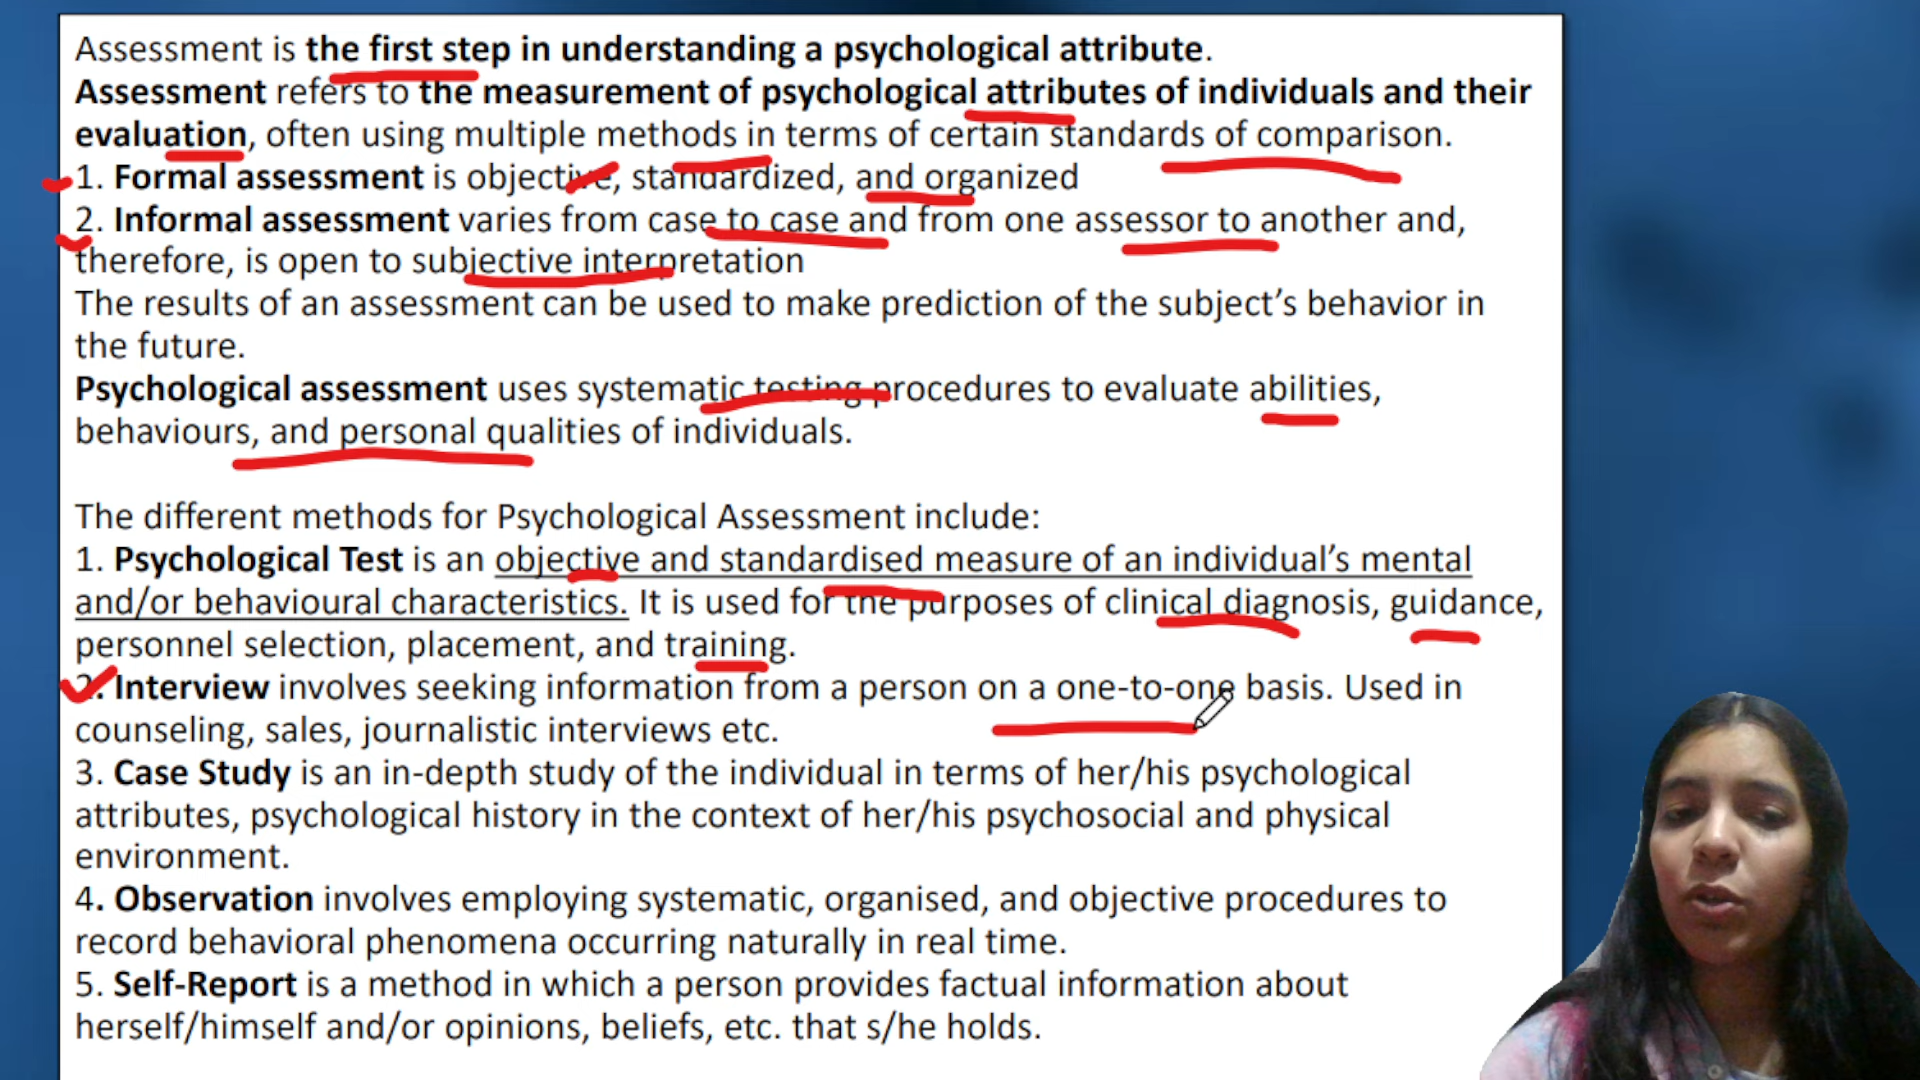 Assessment is the first step in understanding a psychological attribute.
Assessment refers to the measurement of psychological attributes of individuals and their
evaluation, often using multiple methods in terms of certain standards of comparison.
1. Formal assessment is objective, standardized, and organized
2. Informal assessment varies from case to case and from one assessor to another and,
therefore, is open to subjective interpretation
The results of an assessment can be used to make prediction of the subject’s behavior in
the future.
Psychological assessment uses systematic testing procedures to evaluate abilities,
behaviours, and personal qualities of individuals.
The different methods for Psychological Assessment include:
1. Psychological Test is an objective and standardised measure of an individual’s mental
and/or behavioural characteristics. It is used for the purposes of clinical diagnosis, guidance,
personnel selection, placement, and training.
2. Interview involves seeking information from a person on a one-to-one basis. Used in
counseling, sales, journalistic interviews etc.
3. Case Study is an in-depth study of the individual in terms of her/his psychological
attributes, psychological history in the context of her/his psychosocial and physical
environment.
4. Observation involves employing systematic, organised, and objective procedures to
record behavioral phenomena occurring naturally in real time.
5. Self-Report is a method in which a person provides factual information about
herself/himself and/or opinions, beliefs, etc. that s/he holds.